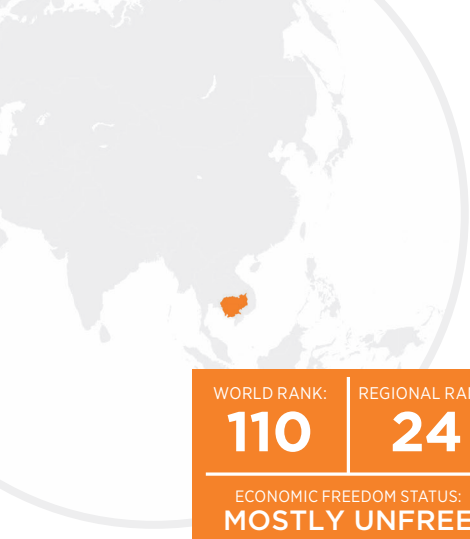 WORLD RANK:
REGIONAL RAN
110
24
ECONOMIC FREEDOM STATUS:
MOSTLY UNFREE